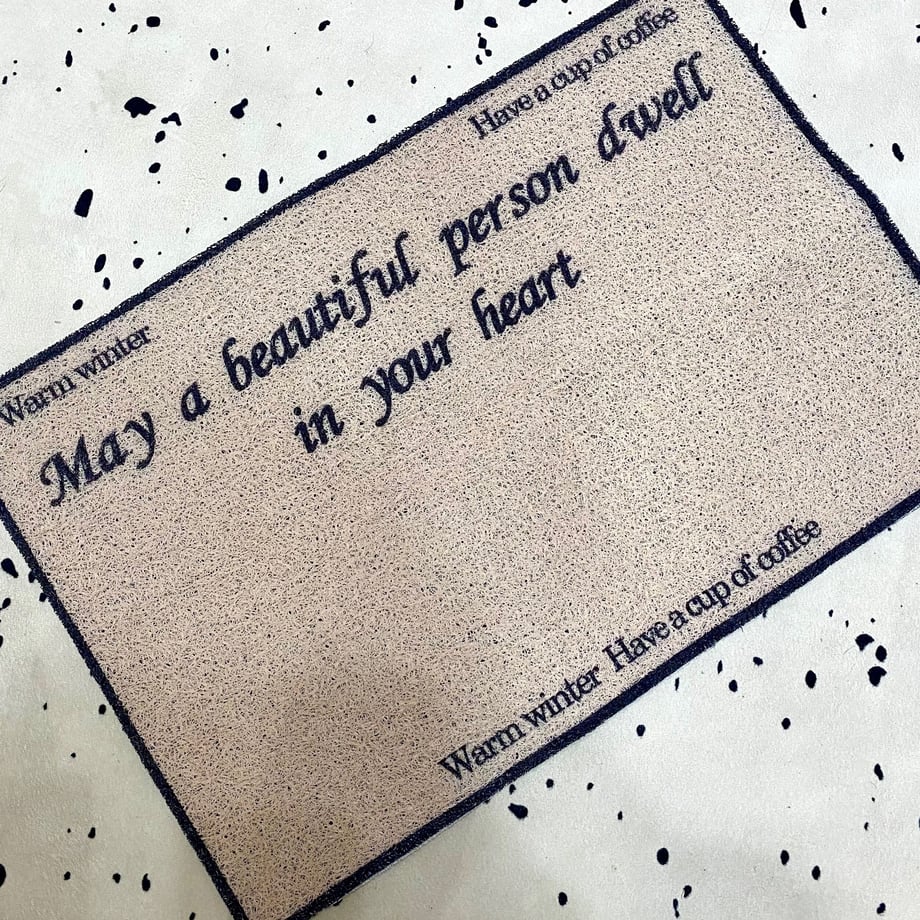 Warm winter
Have a cup of coffee
May a beautiful person dwell
in your heart
Warm winter Have a cup of coffee